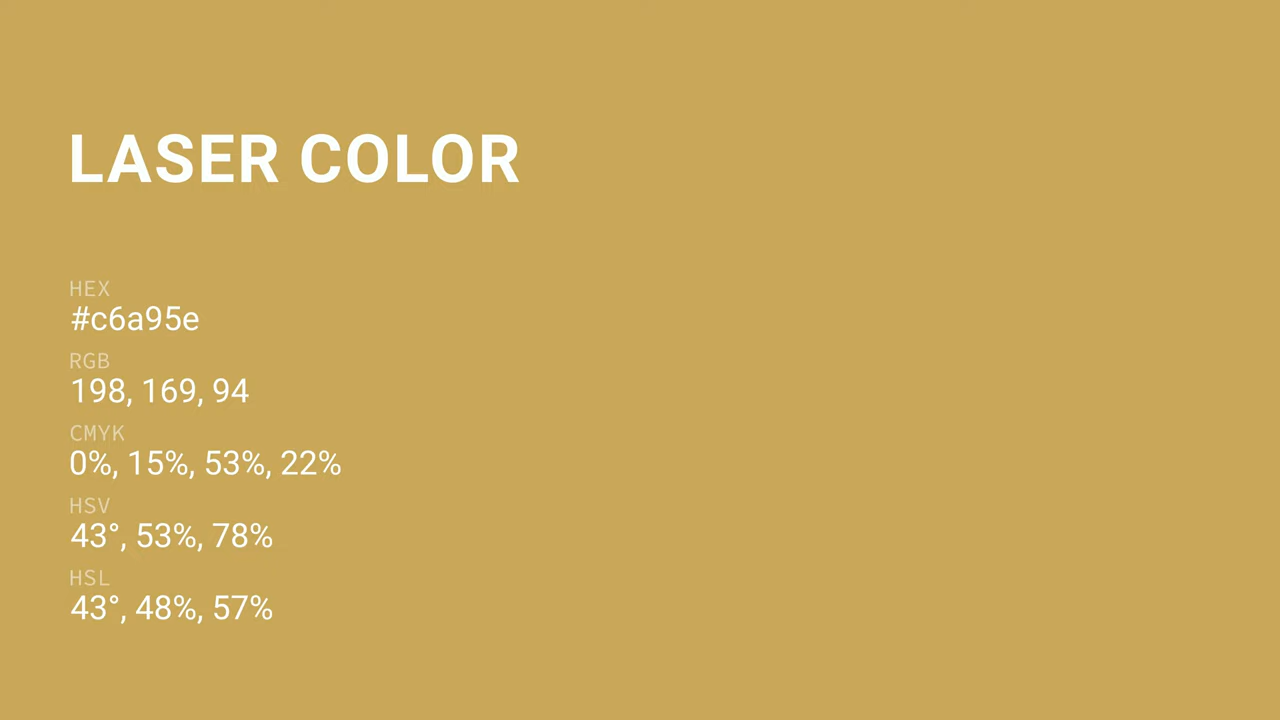 LASER COLOR
HEX
#c6a95e
RGB
198, 169, 94
CMYK
0%, 15%, 53%, 22%
HSV
43°, 53%, 78%
HSL
43°, 48%, 57%